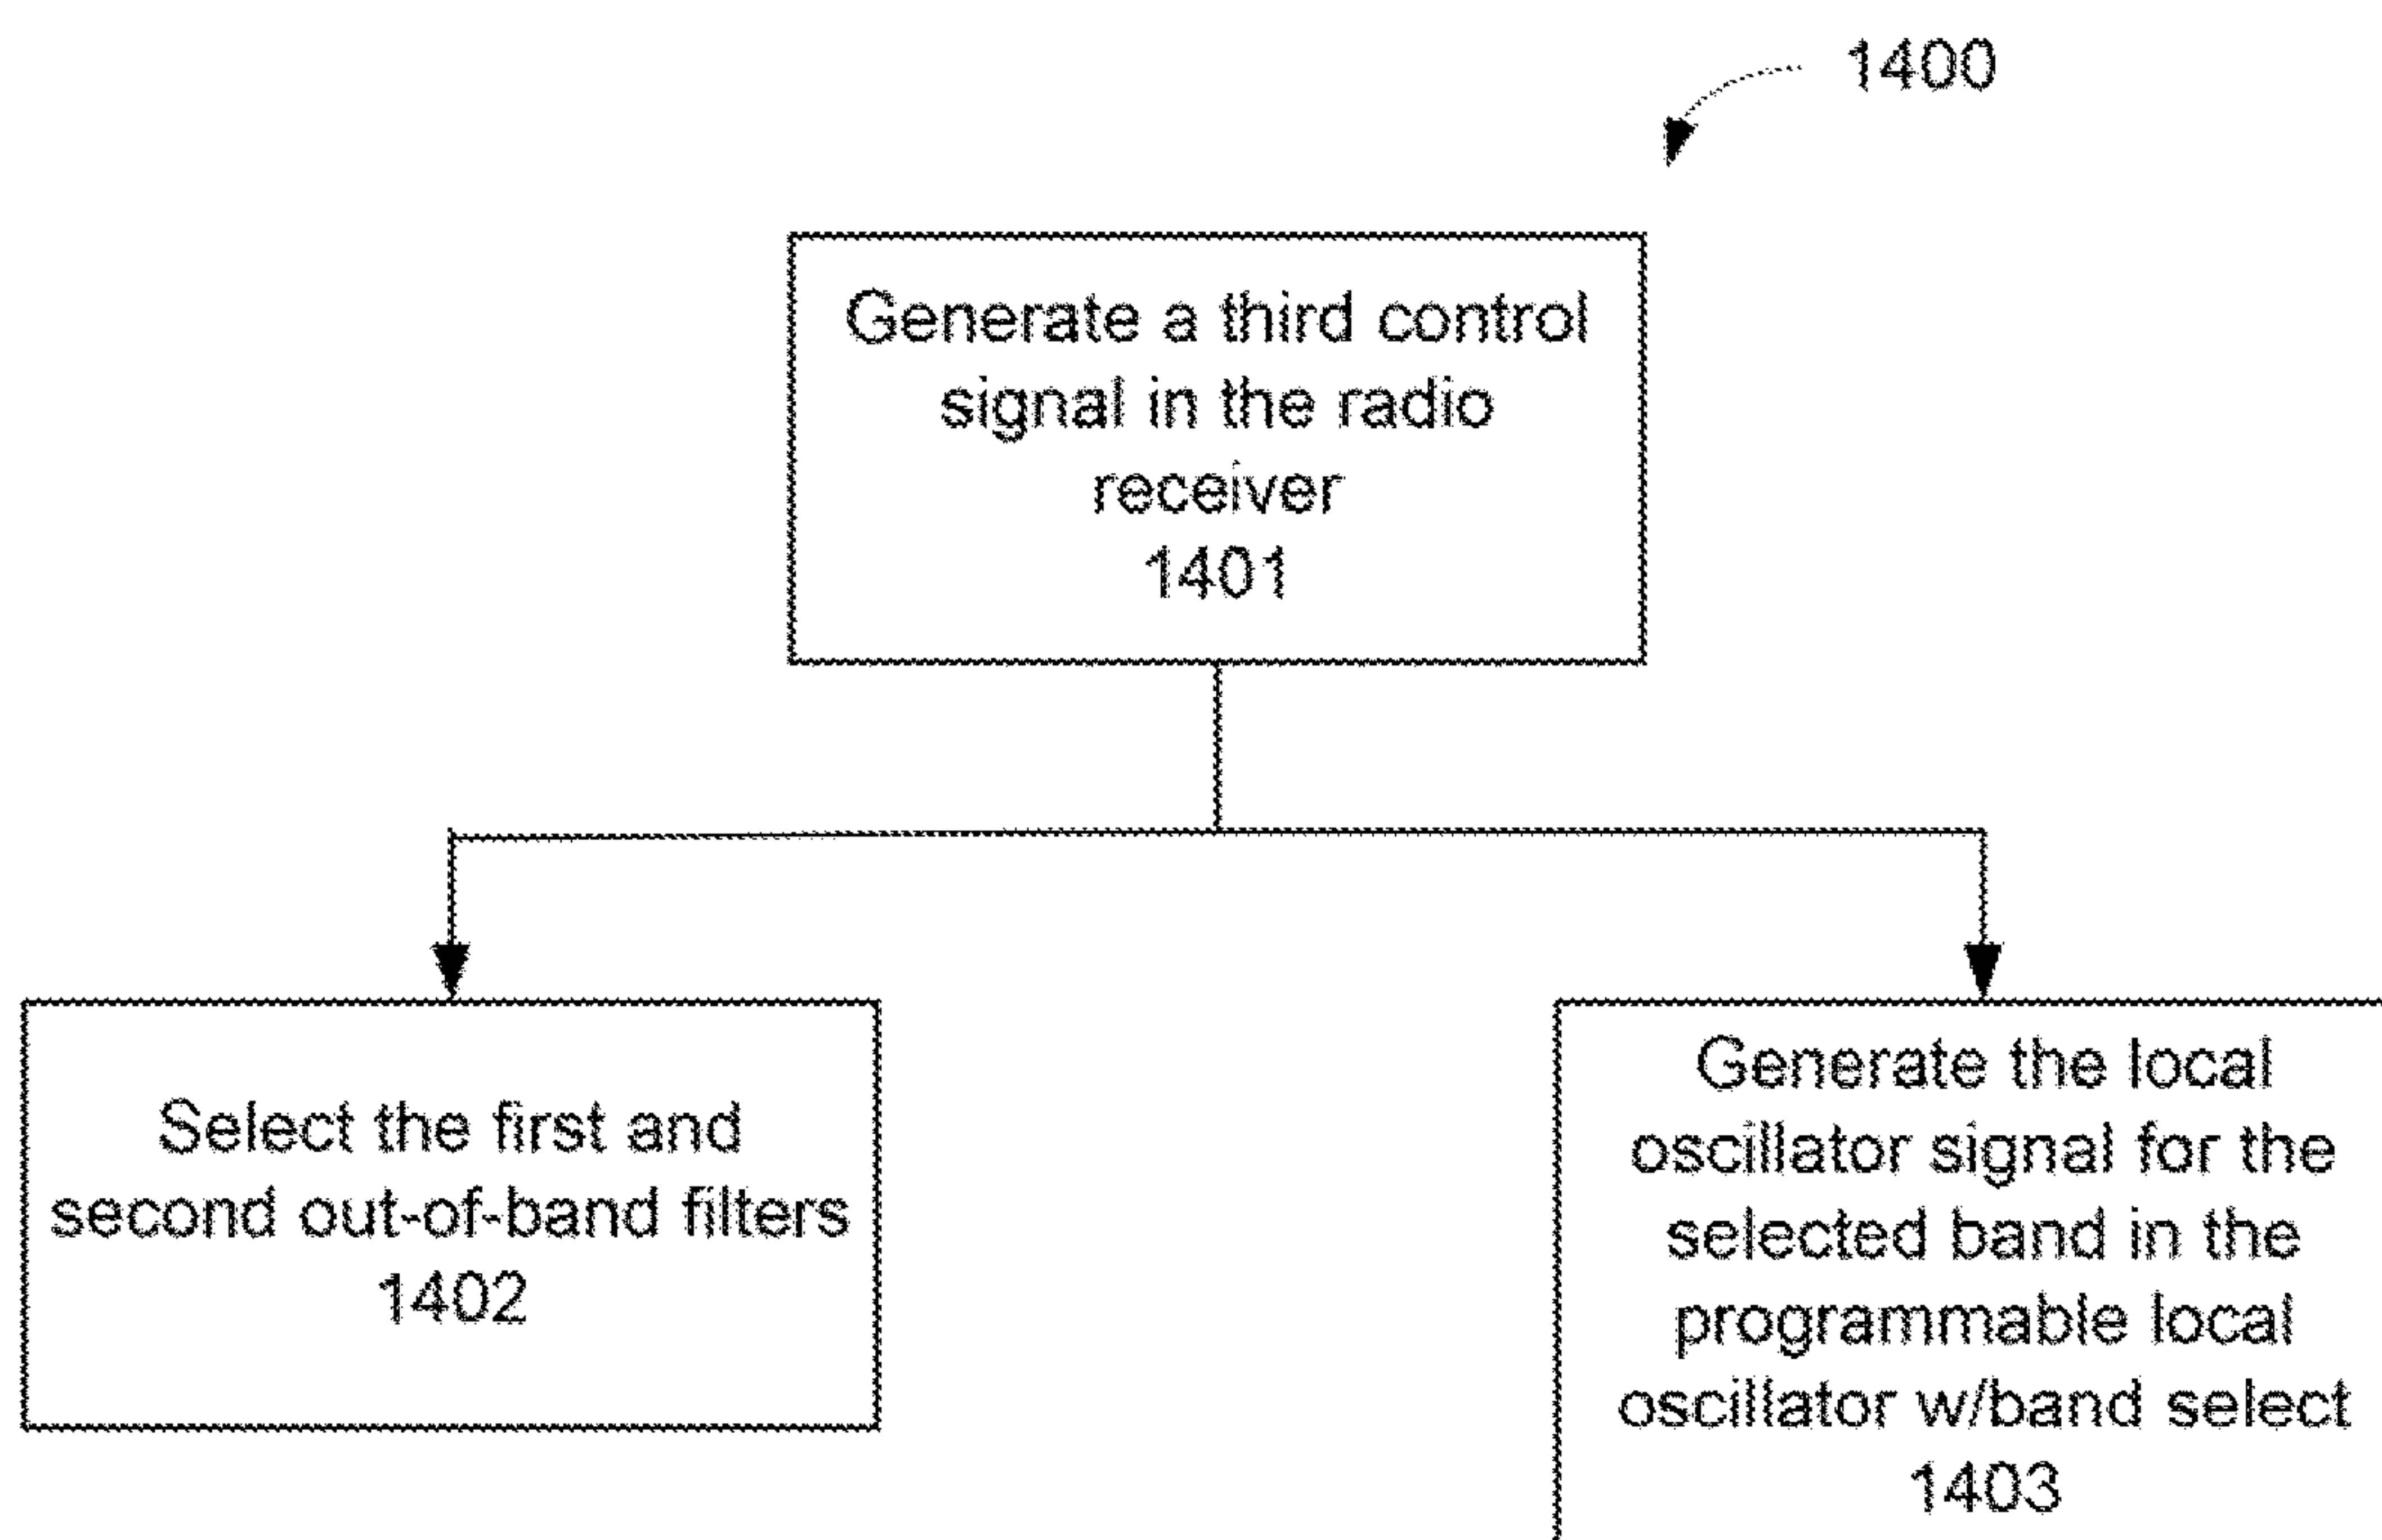 1400
Generate a third control
signal in the radio
receiver
1401
Select the first and
second out-of-band filters
1402
Generate the local
oscillator signal for the
selected band in the
programmable local
oscillator w/band select
1403